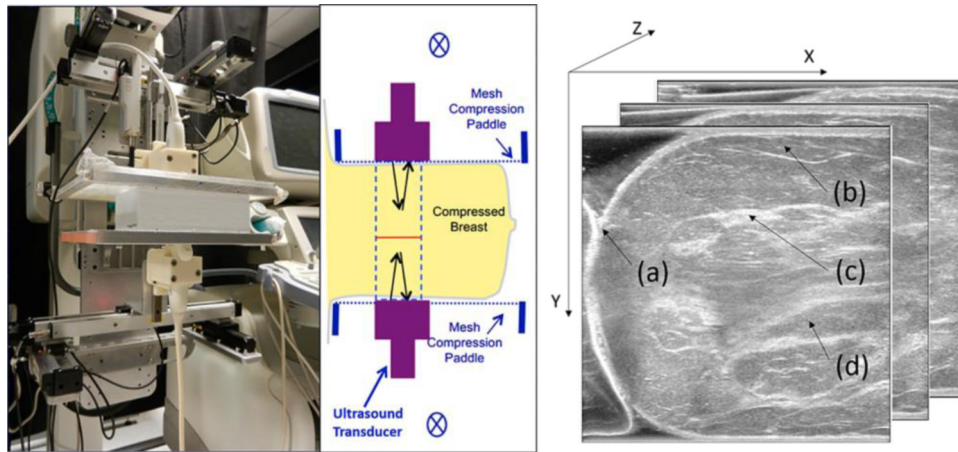 Mesh
Compression
Paddle
Compressed
Breast
Mesh
Compression
Paddle
Ultrasound
Transducer
Z
X
Y
(a)
(b)
(c)
(d)